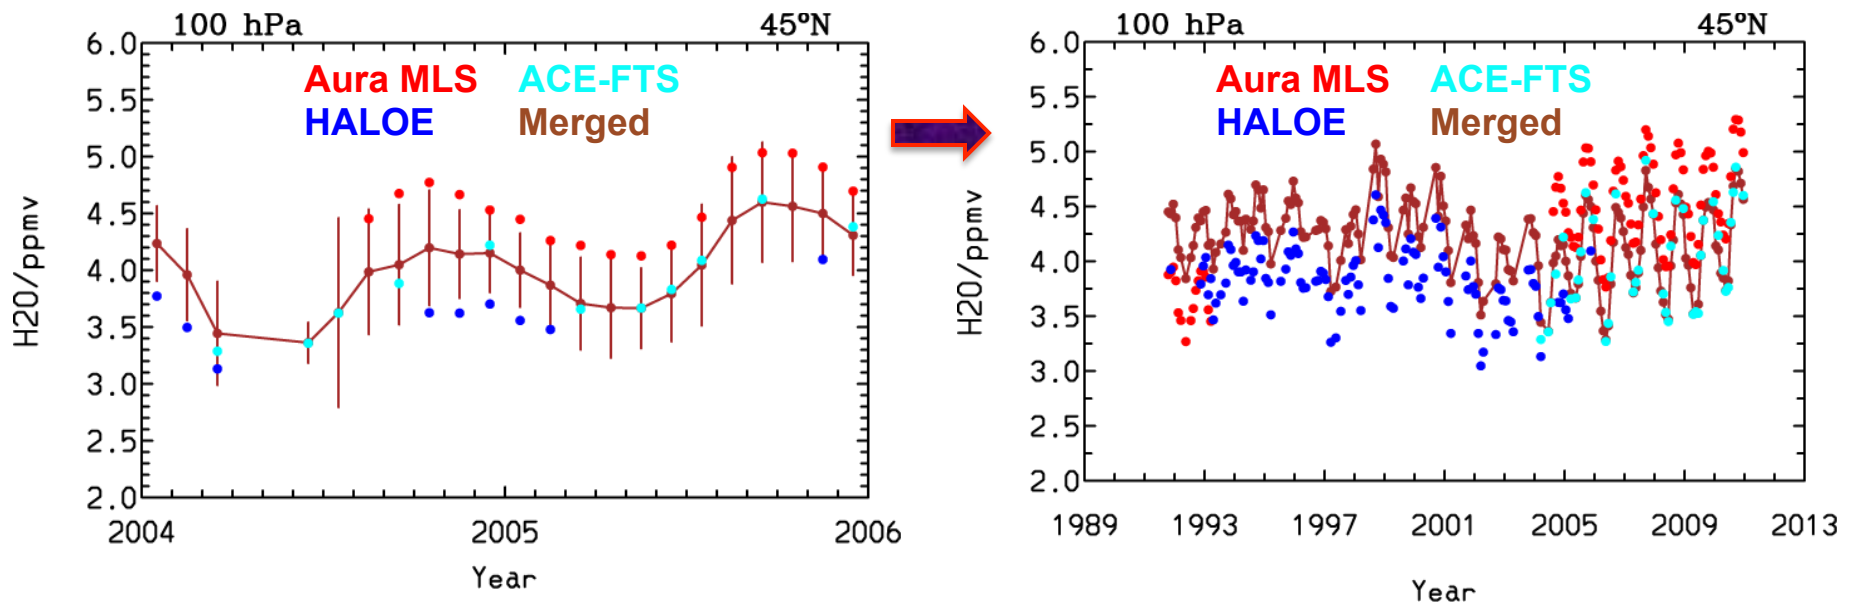 100 hPa 45ºN
6.0
5.5
5.0
4.5
4.0
3.5
3.0
2.5
2.0
H2O/ppmv
Aura MLS ACE-FTS
HALOE Merged
2004 2005 2006
Year
100 hPa 45ºN
6.0
5.5
5.0
4.5
4.0
3.5
3.0
2.5
2.0
H2O/ppmv
Aura MLS ACE-FTS
HALOE Merged
1989 1993 1997 2001 2005 2009 2013
Year